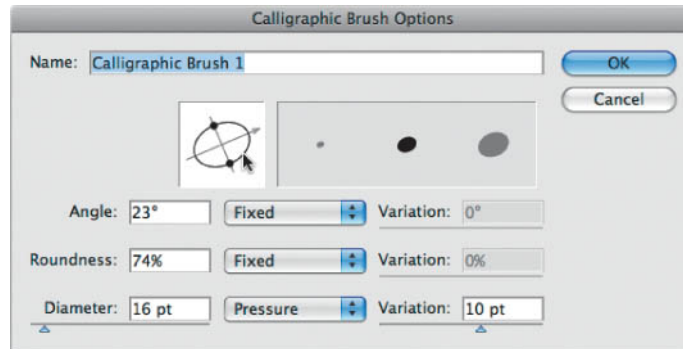 Calligraphic Brush Options
Name: Calligraphic Brush 1 OK
Cancel
Angle: 23° Fixed Variation: 0°
Roundness: 74% Fixed Variation: 0%
Diameter: 16 pt Pressure Variation: 10 pt